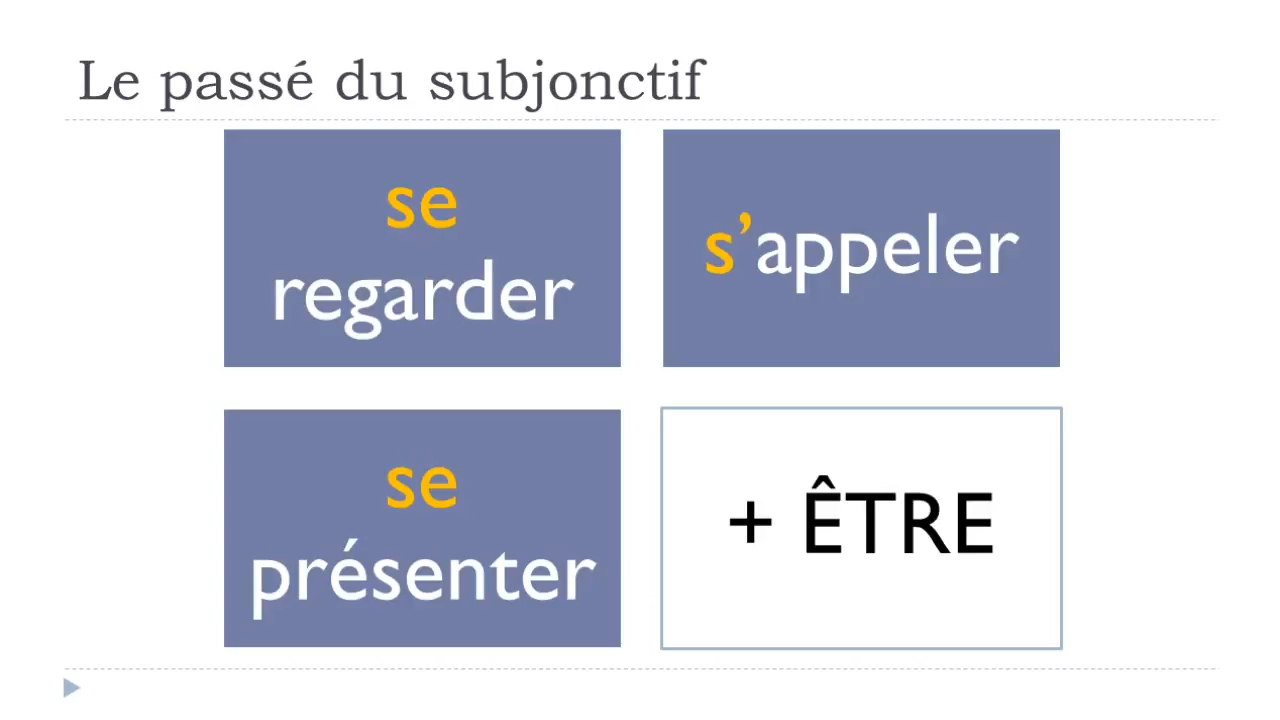 Le passé du subjonctif
se
regarder
s’appeler
se
présenter
+ ÊTRE